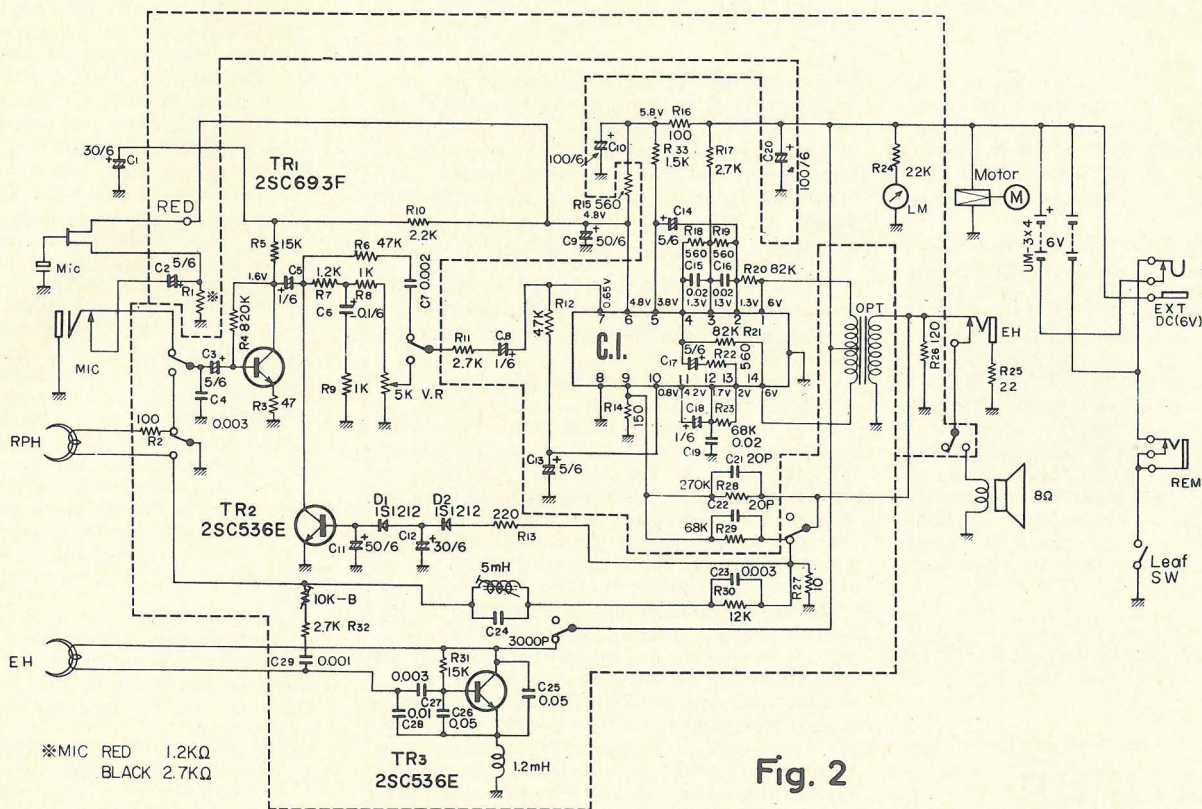 30/6
C1
TR1
2SC693F
RED
Mic
C2
5/6
R1
※
MIC
RPH
100
R2
R5
15K
1.6V
R4 820K
C3
5/6
C4
0.003
R3 47
C5
1/6
R10
2.2K
R6
47K
R7
1.2K
1K
R8
C6
0.1/6
R9
1K
C7 0.002
5K V.R
R11
2.7K
C8
1/6
R12
47K
C13
5/6
100/6
C10
R15 560
4.8V
C9
50/6
5.8V
R16
100
R33
1.5K
R17
2.7K
C20
100/6
C14
5/6
R18
560
R19
560
C15
0.02
C16
0.02
R20
82K
0.65V
4.8V
3.8V
1.3V
1.3V
1.3V
6V
7
6
5
4
3
2
1
C.I.
82K R21
5/6
C17
R22
560
8
9
10
11
12
13
14
0.8V
4.2V
1.7V
2V
6V
R14
150
C18
1/6
R23
68K
0.02
C19
C21
20P
270K
R28
C22
20P
68K
R29
OPT
R24
22K
LM
Motor
M
UM-3x4
6V
EXT
DC(6V)
R26 120
EH
R25
22
8Ω
REM
Leaf
SW
TR2
2SC536E
D1
1S1212
D2
1S1212
220
R13
C11
50/6
C12
30/6
5mH
C24
3000P
C23
0.003
R30
12K
R27
10
10K-B
2.7K R32
EH
C29
0.001
0.003
C27
0.01
C28
R31
15K
C26
0.05
C25
0.05
TR3
2SC536E
1.2mH
※MIC RED 1.2KΩ
BLACK 2.7KΩ
Fig. 2